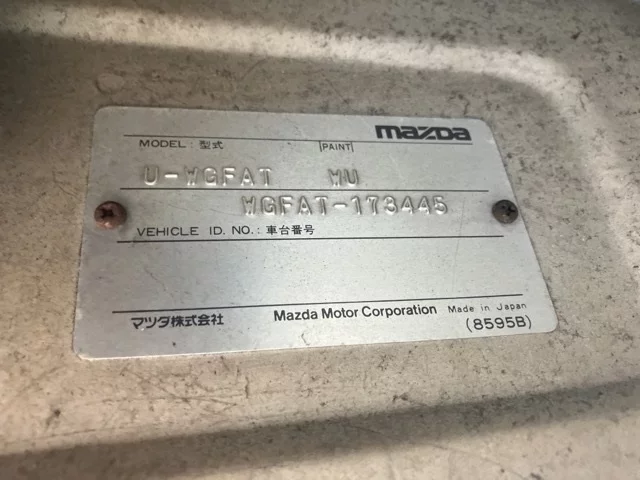 mazda
MODEL : 型式 PAINT
U-WGFAT WU
WGFAT-173445
VEHICLE ID. NO. : 車台番号
マツダ株式会社 Mazda Motor Corporation Made in Japan
(8595B)